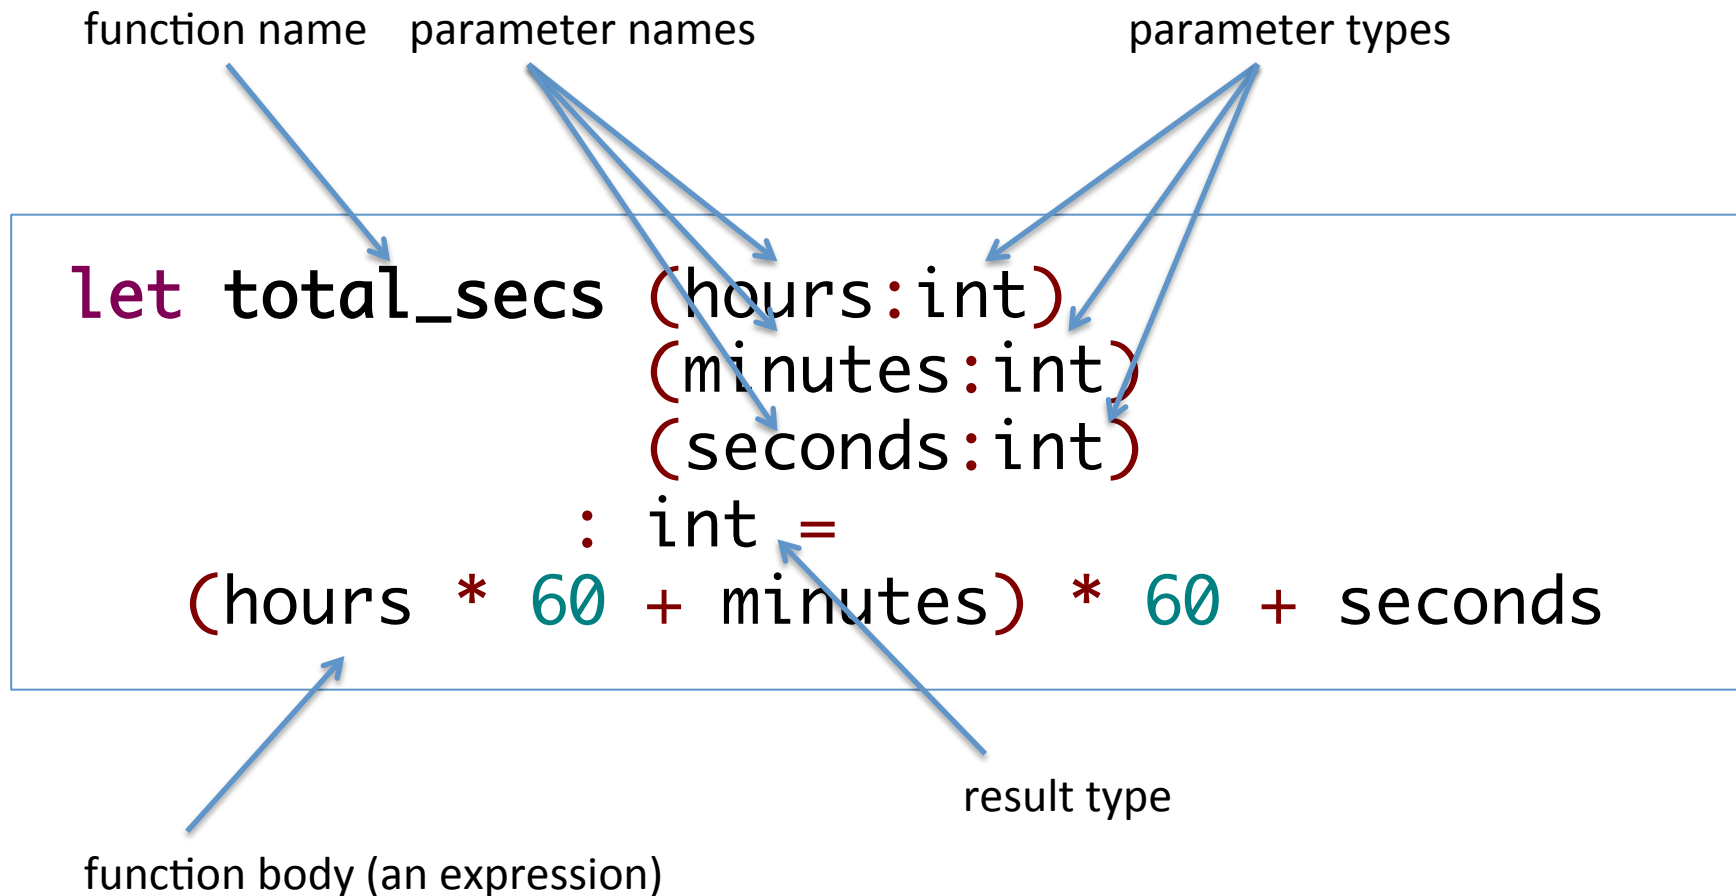 function name parameter names parameter types
let total_secs (hours:int)
(minutes:int)
(seconds:int)
: int =
(hours * 60 + minutes) * 60 + seconds
result type
function body (an expression)